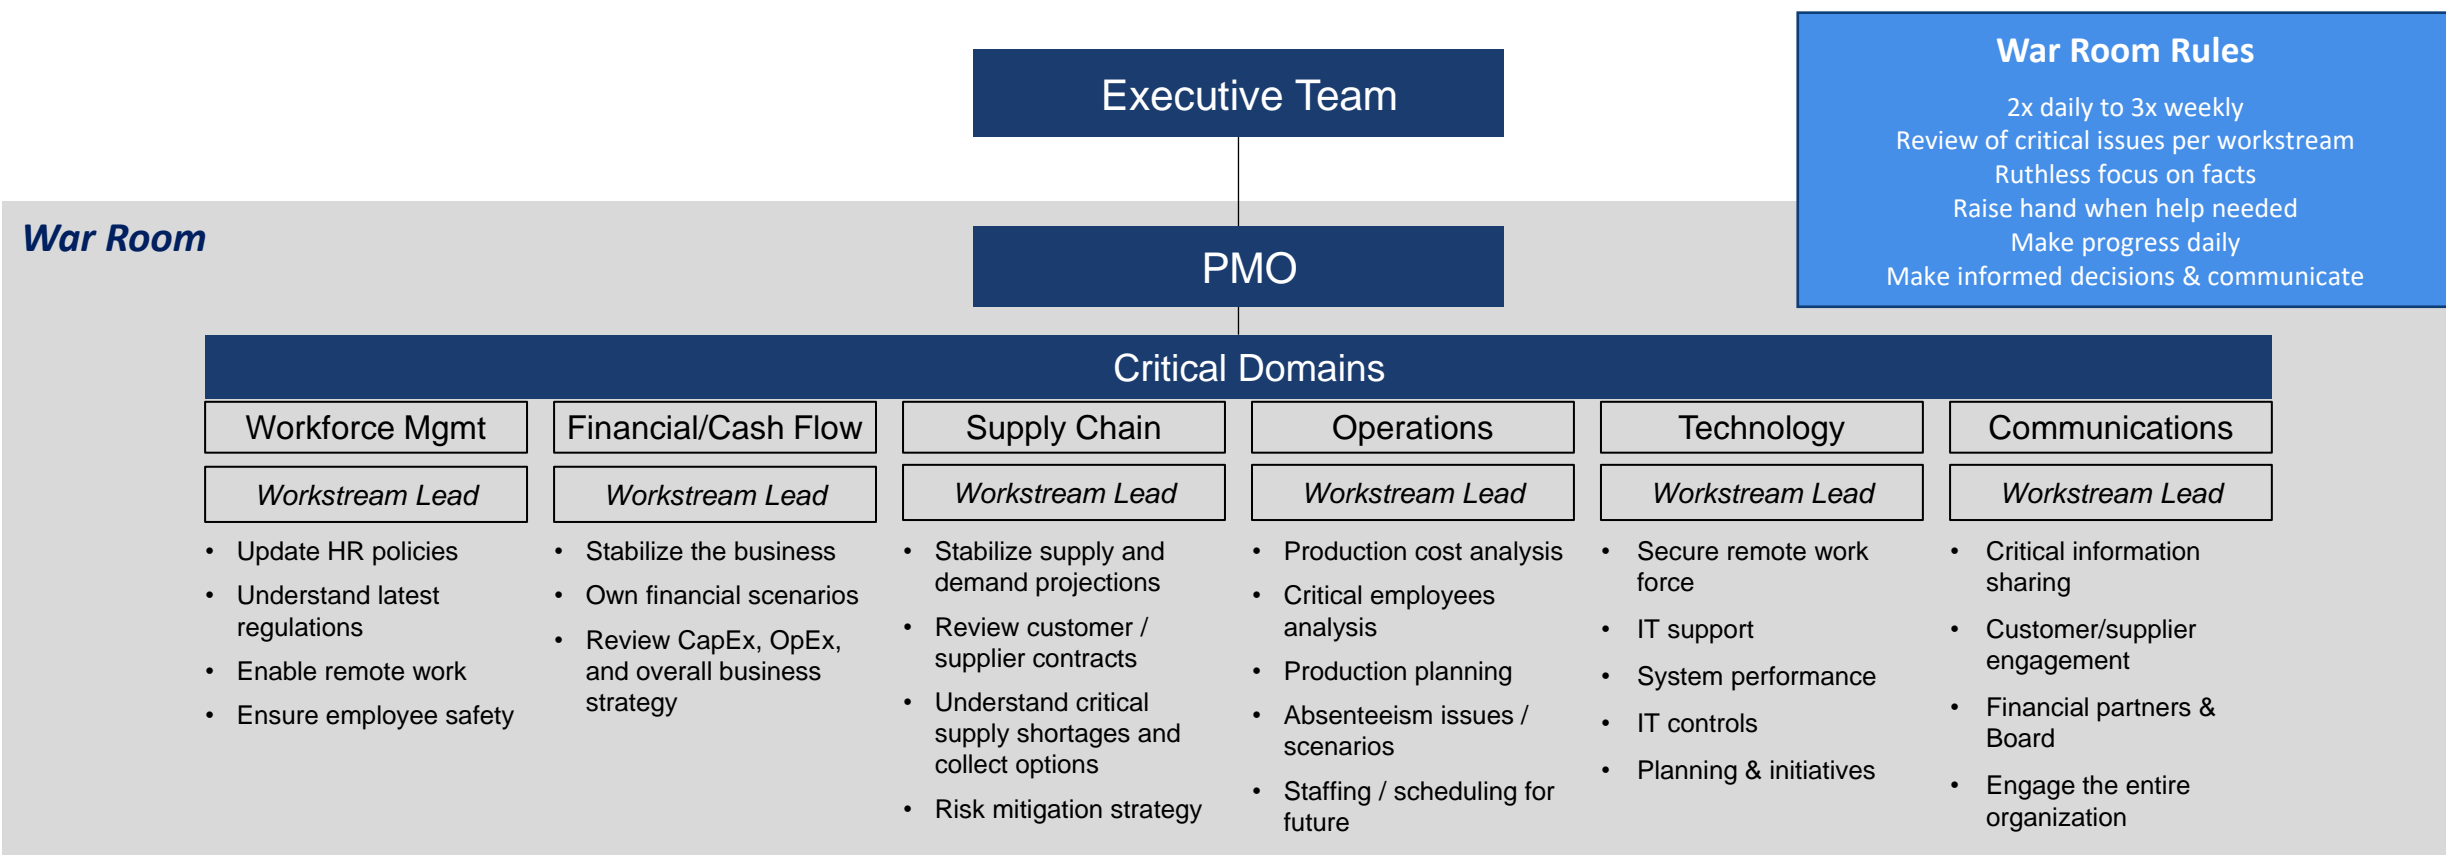 Executive Team
War Room Rules
2x daily to 3x weekly
Review of critical issues per workstream
Ruthless focus on facts
Raise hand when help needed
Make progress daily
Make informed decisions & communicate
War Room
PMO
Critical Domains
Workforce Mgmt
Workstream Lead
• Update HR policies
• Understand latest
regulations
• Enable remote work
• Ensure employee safety
Financial/Cash Flow
Workstream Lead
• Stabilize the business
• Own financial scenarios
• Review CapEx, OpEx,
and overall business
strategy
Supply Chain
Workstream Lead
• Stabilize supply and
demand projections
• Review customer /
supplier contracts
• Understand critical
supply shortages and
collect options
• Risk mitigation strategy
Operations
Workstream Lead
• Production cost analysis
• Critical employees
analysis
• Production planning
• Absenteeism issues /
scenarios
• Staffing / scheduling for
future
Technology
Workstream Lead
• Secure remote work
force
• IT support
• System performance
• IT controls
• Planning & initiatives
Communications
Workstream Lead
• Critical information
sharing
• Customer/supplier
engagement
• Financial partners &
Board
• Engage the entire
organization